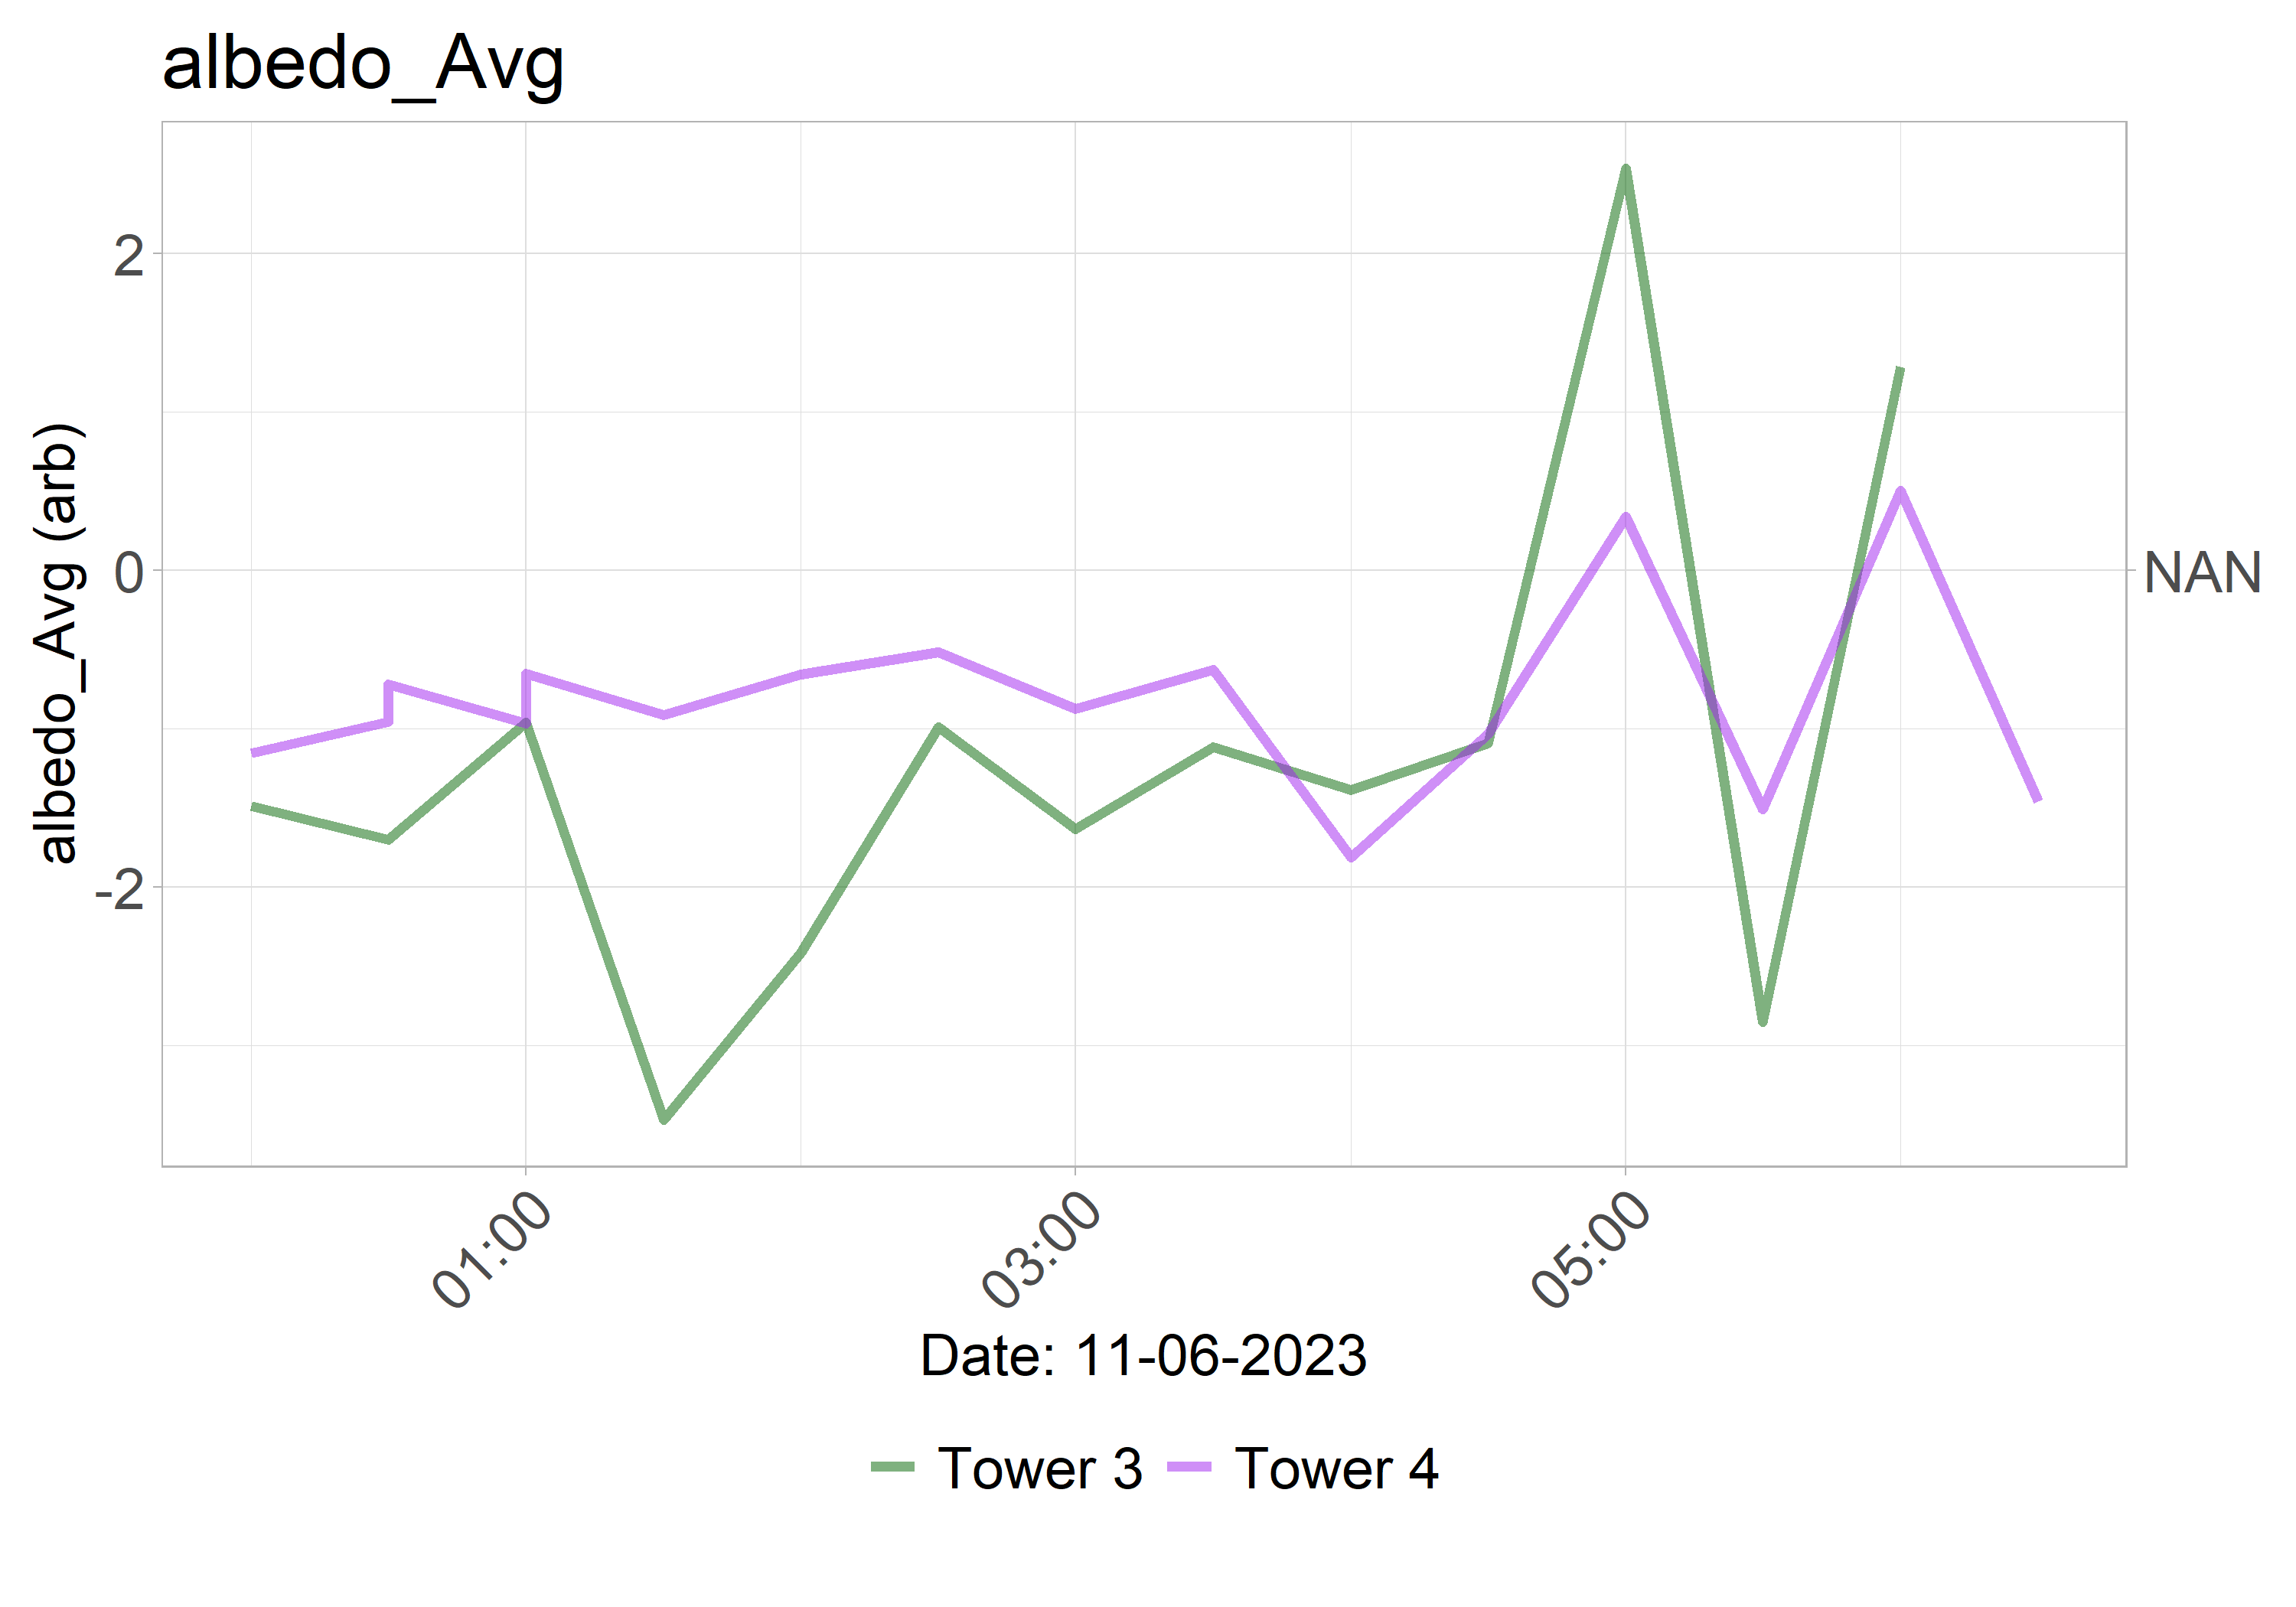 albedo_Avg
albedo_Avg (arb)
2
0
-2
NAN
01:00
03:00
05:00
Date: 11-06-2023
Tower 3
Tower 4